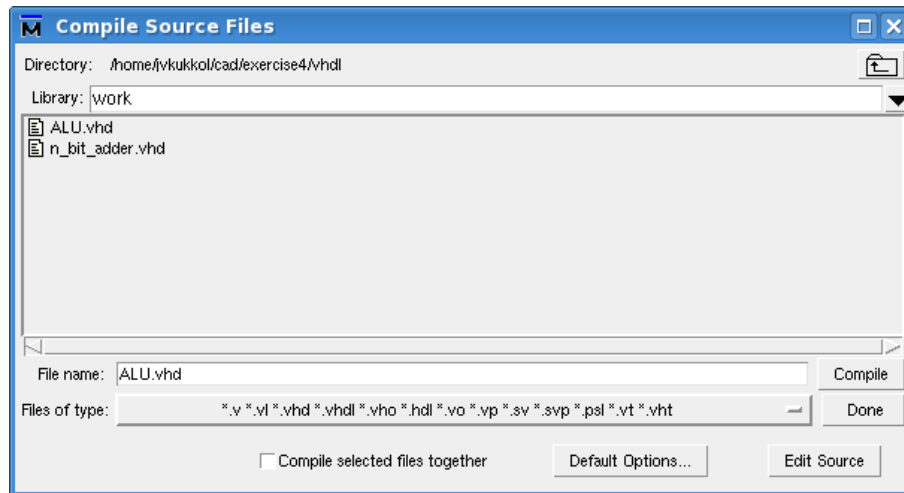 Compile Source Files
Directory: /home/jvkukkol/cad/exercise4/vhdl
Library: work
ALU.vhd
n_bit_adder.vhd
File name: ALU.vhd Compile
Files of type: *.v *.vl *.vhd *.vhdl *.vho *.hdl *.vo *.vp *.sv *.svp *.psl *.vt *.vht Done
Compile selected files together Default Options... Edit Source